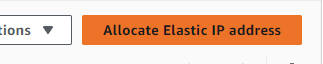 tions ▼ Allocate Elastic IP address